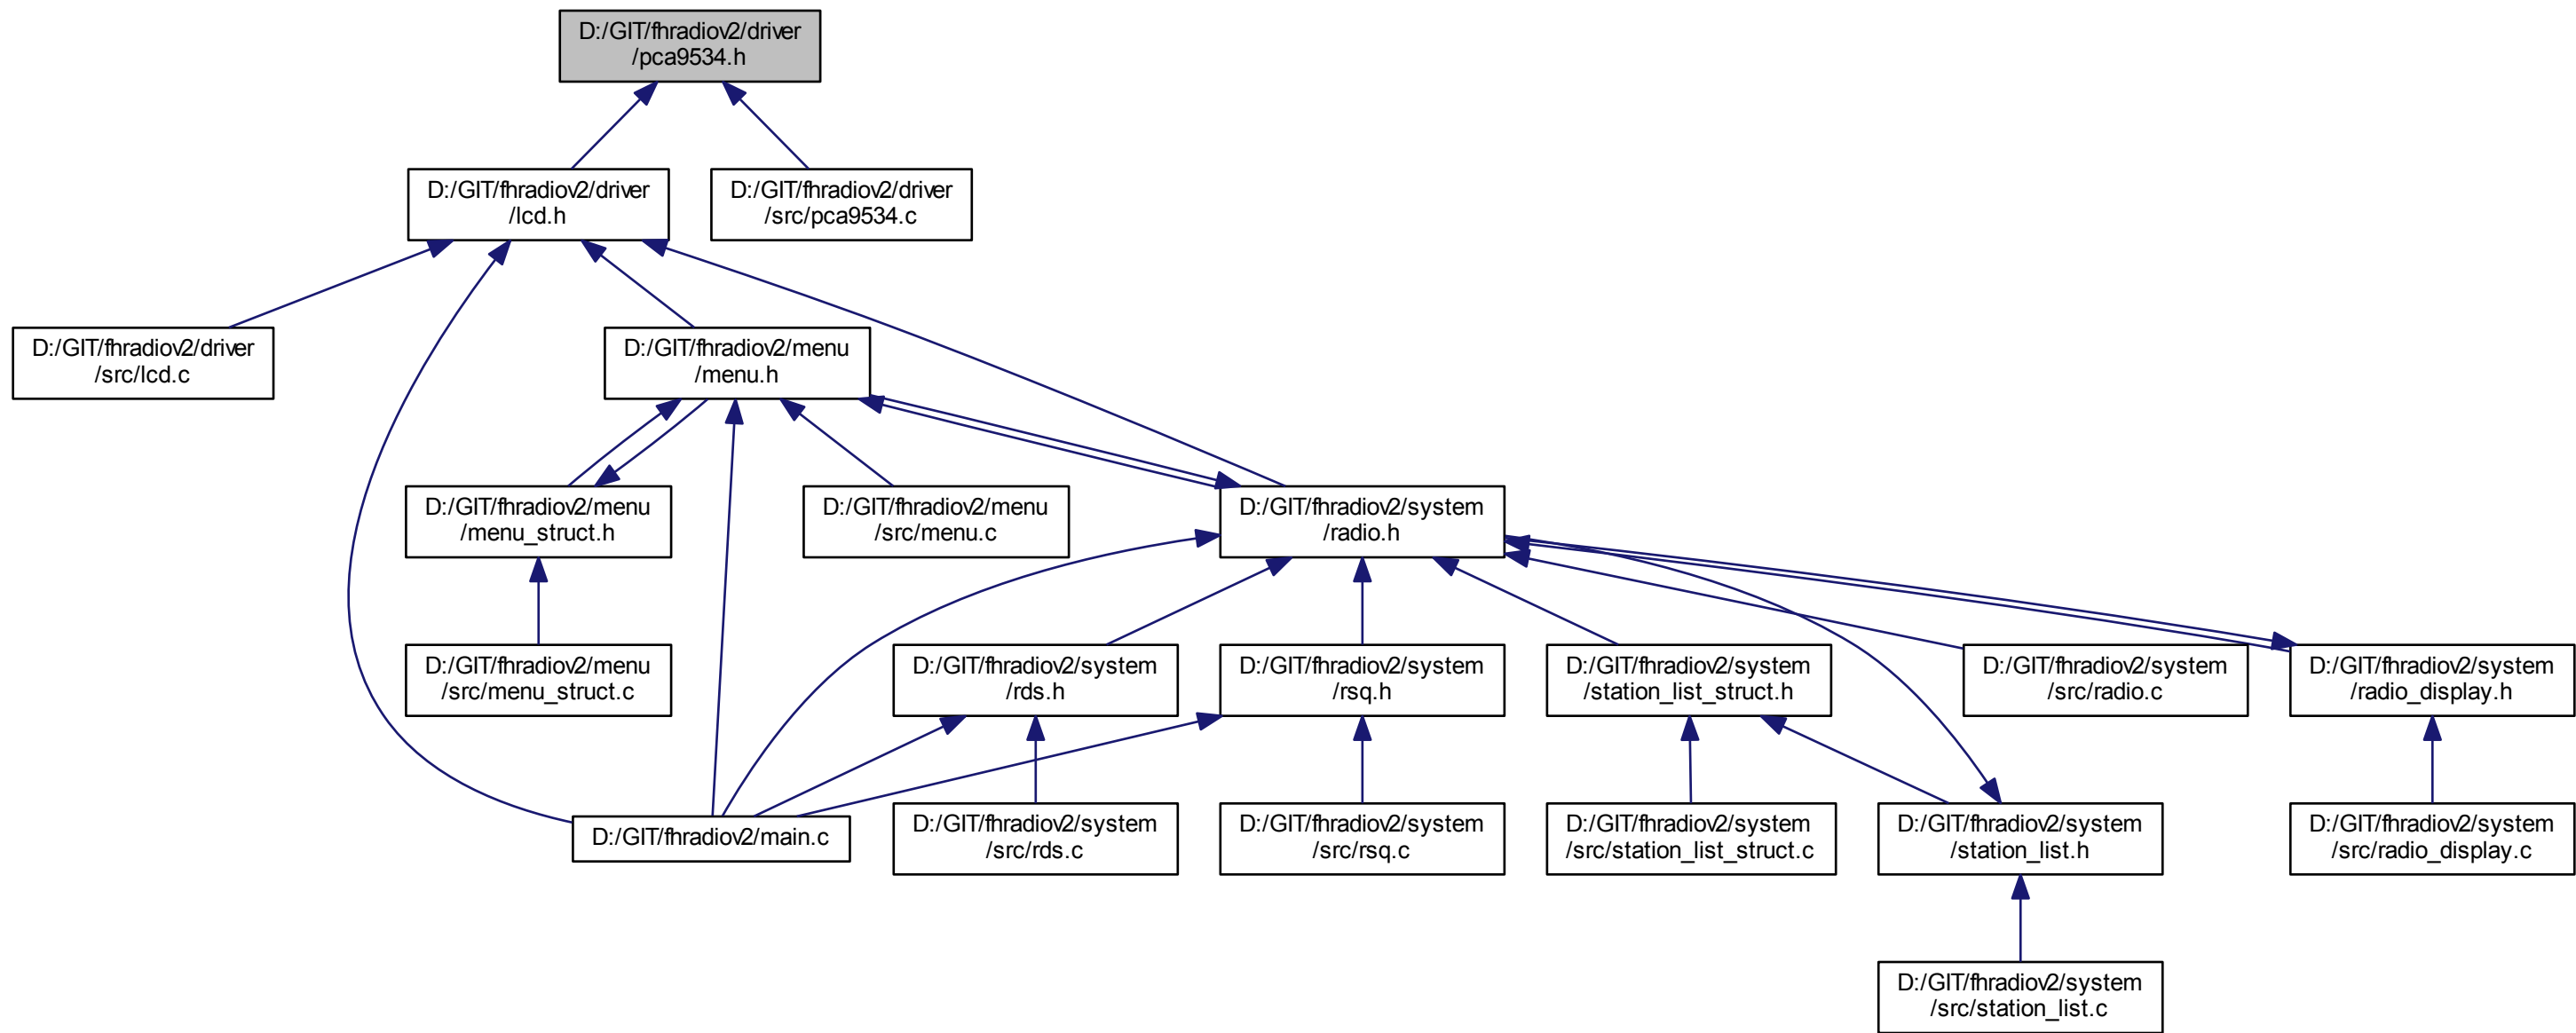 D:/GIT/fhradiov2/driver
/pca9534.h
D:/GIT/fhradiov2/driver
/lcd.h
D:/GIT/fhradiov2/driver
/src/pca9534.c
D:/GIT/fhradiov2/driver
/src/lcd.c
D:/GIT/fhradiov2/menu
/menu.h
D:/GIT/fhradiov2/menu
/menu_struct.h
D:/GIT/fhradiov2/menu
/src/menu.c
D:/GIT/fhradiov2/system
/radio.h
D:/GIT/fhradiov2/menu
/src/menu_struct.c
D:/GIT/fhradiov2/system
/rds.h
D:/GIT/fhradiov2/system
/rsq.h
D:/GIT/fhradiov2/system
/station_list_struct.h
D:/GIT/fhradiov2/system
/src/radio.c
D:/GIT/fhradiov2/system
/radio_display.h
D:/GIT/fhradiov2/main.c
D:/GIT/fhradiov2/system
/src/rds.c
D:/GIT/fhradiov2/system
/src/rsq.c
D:/GIT/fhradiov2/system
/src/station_list_struct.c
D:/GIT/fhradiov2/system
/station_list.h
D:/GIT/fhradiov2/system
/src/radio_display.c
D:/GIT/fhradiov2/system
/src/station_list.c